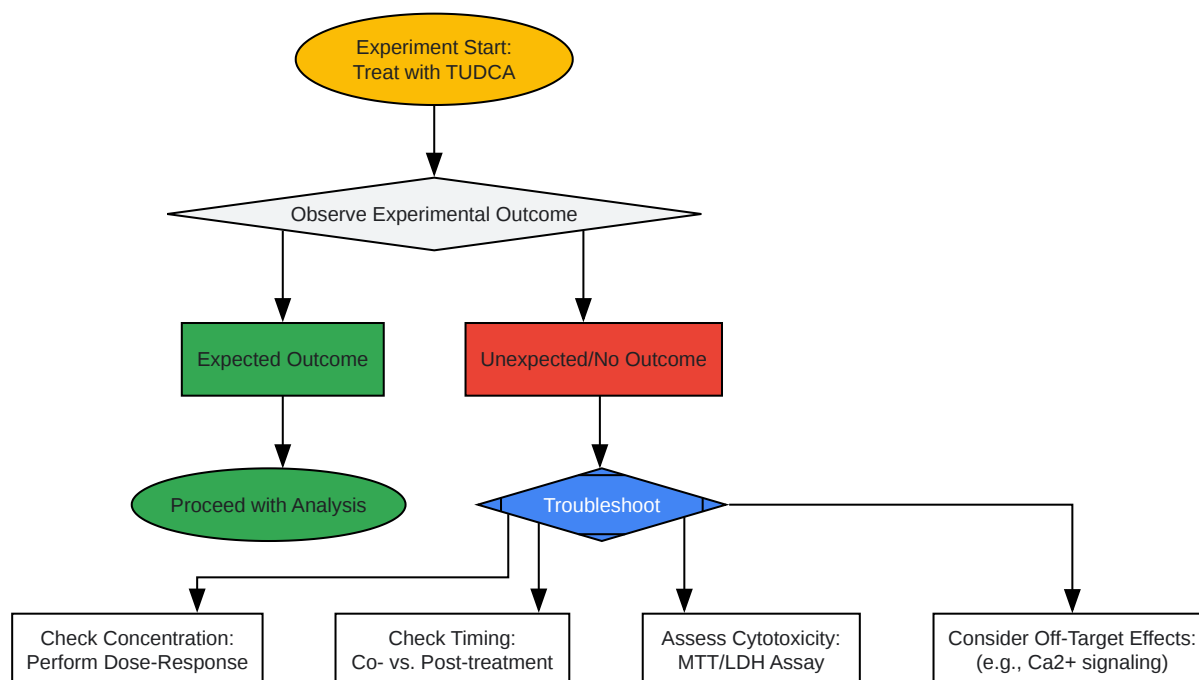 Experiment Start:
Treat with TUDCA
Observe Experimental Outcome
Expected Outcome
Unexpected/No Outcome
Proceed with Analysis
Troubleshoot
Check Concentration:
Perform Dose-Response
Check Timing:
Co- vs. Post-treatment
Assess Cytotoxicity:
MTT/LDH Assay
Consider Off-Target Effects:
(e.g., Ca2+ signaling)